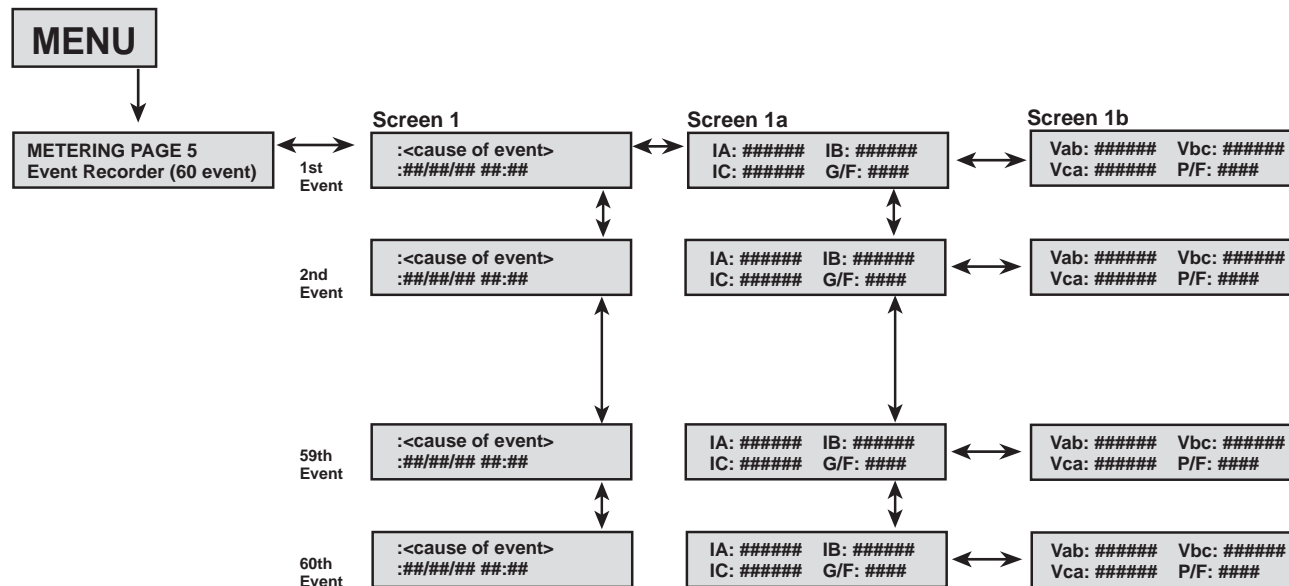 MENU
METERING PAGE 5
Event Recorder (60 event)
1st
Event
Screen 1
:<cause of event>
:##/##/## ##:##
Screen 1a
IA: ###### IB: ######
IC: ###### G/F: ####
Screen 1b
Vab: ###### Vbc: ######
Vca: ###### P/F: ####
2nd
Event
:<cause of event>
:##/##/## ##:##
IA: ###### IB: ######
IC: ###### G/F: ####
Vab: ###### Vbc: ######
Vca: ###### P/F: ####
59th
Event
:<cause of event>
:##/##/## ##:##
IA: ###### IB: ######
IC: ###### G/F: ####
Vab: ###### Vbc: ######
Vca: ###### P/F: ####
60th
Event
:<cause of event>
:##/##/## ##:##
IA: ###### IB: ######
IC: ###### G/F: ####
Vab: ###### Vbc: ######
Vca: ###### P/F: ####